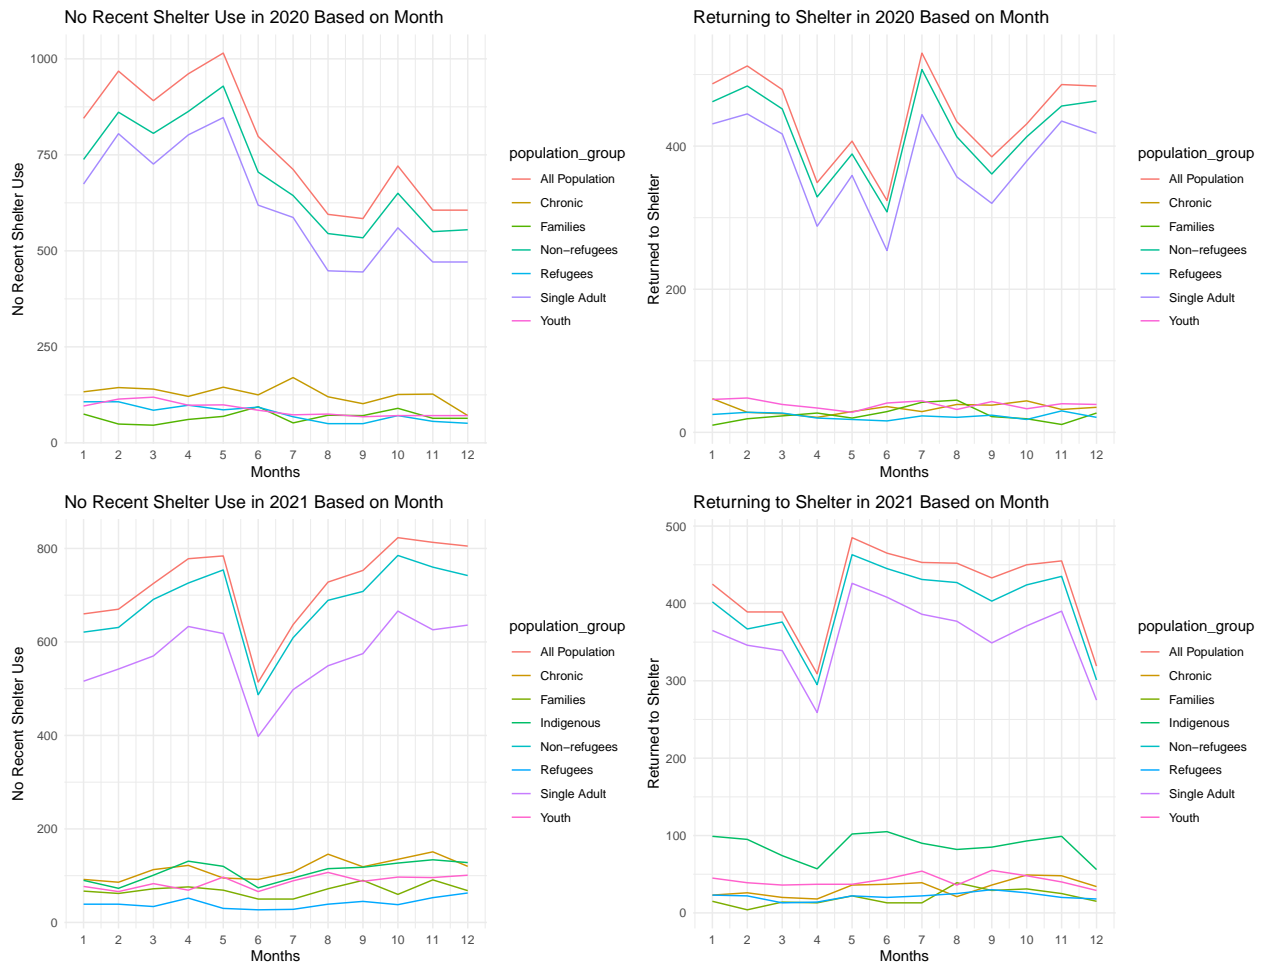 No Recent Shelter Use in 2020 Based on Month
No Recent Shelter Use
1000
750
500
250
0
1 2 3 4 5 6 7 8 9 10 11 12
Months
population_group
All Population
Chronic
Families
Non−refugees
Refugees
Single Adult
Youth
Returning to Shelter in 2020 Based on Month
Returned to Shelter
400
200
0
1 2 3 4 5 6 7 8 9 10 11 12
Months
population_group
All Population
Chronic
Families
Non−refugees
Refugees
Single Adult
Youth
No Recent Shelter Use in 2021 Based on Month
No Recent Shelter Use
800
600
400
200
0
1 2 3 4 5 6 7 8 9 10 11 12
Months
population_group
All Population
Chronic
Families
Indigenous
Non−refugees
Refugees
Single Adult
Youth
Returning to Shelter in 2021 Based on Month
Returned to Shelter
500
400
300
200
100
0
1 2 3 4 5 6 7 8 9 10 11 12
Months
population_group
All Population
Chronic
Families
Indigenous
Non−refugees
Refugees
Single Adult
Youth